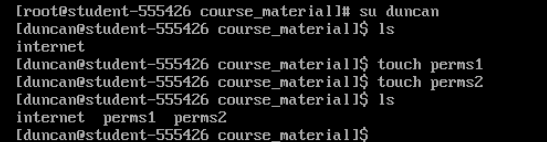 [root@student-555426 course_material]# su duncan
[duncan@student-555426 course_material]$ ls
internet
[duncan@student-555426 course_material]$ touch perms1
[duncan@student-555426 course_material]$ touch perms2
[duncan@student-555426 course_material]$ ls
internet  perms1  perms2
[duncan@student-555426 course_material]$